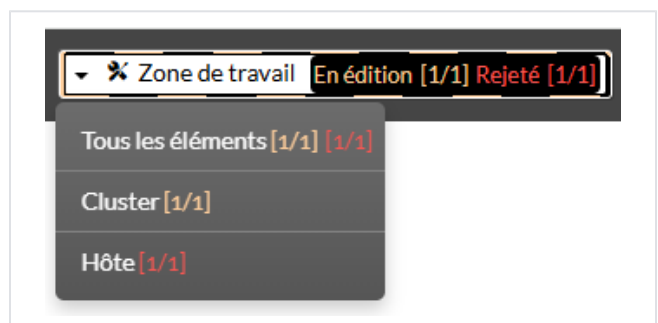 Zone de travail En édition [1/1] Rejeté [1/1]
Tous les éléments [1/1] [1/1]
Cluster [1/1]
Hôte [1/1]